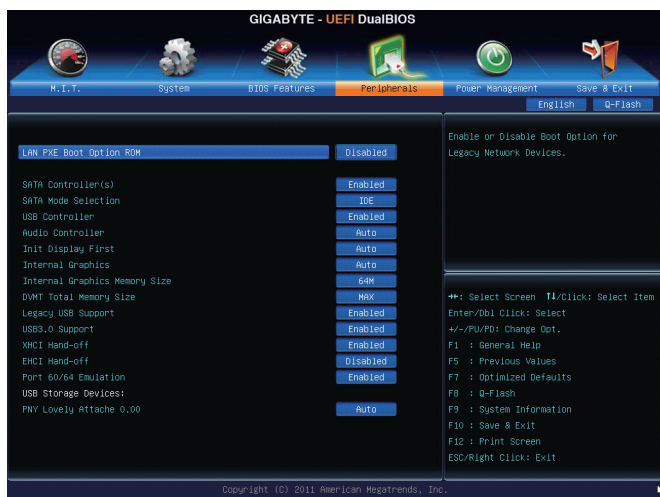 GIGABYTE - UEFI DualBIOS
M.I.T. System BIOS Features Peripherals Power Management Save & Exit
English Q-Flash
LAN PXE Boot Option ROM Disabled
SATA Controller(s) Enabled
SATA Mode Selection IDE
USB Controller Enabled
Audio Controller Auto
Init Display First Auto
Internal Graphics Auto
Internal Graphics Memory Size 64M
DVMT Total Memory Size MAX
Legacy USB Support Enabled
USB3.0 Support Enabled
XHCI Hand-off Enabled
EHCI Hand-off Disabled
Port 60/64 Emulation Enabled
USB Storage Devices:
PNY Lovely Attache 0.00 Auto
Enable or Disable Boot Option for
Legacy Network Devices.
→←: Select Screen ↑↓/Click: Select Item
Enter/Dbl Click: Select
+/-/PU/PD: Change Opt.
F1 : General Help
F5 : Previous Values
F7 : Optimized Defaults
F8 : Q-Flash
F9 : System Information
F10 : Save & Exit
F12 : Print Screen
ESC/Right Click: Exit
Copyright (C) 2011 American Megatrends, Inc.